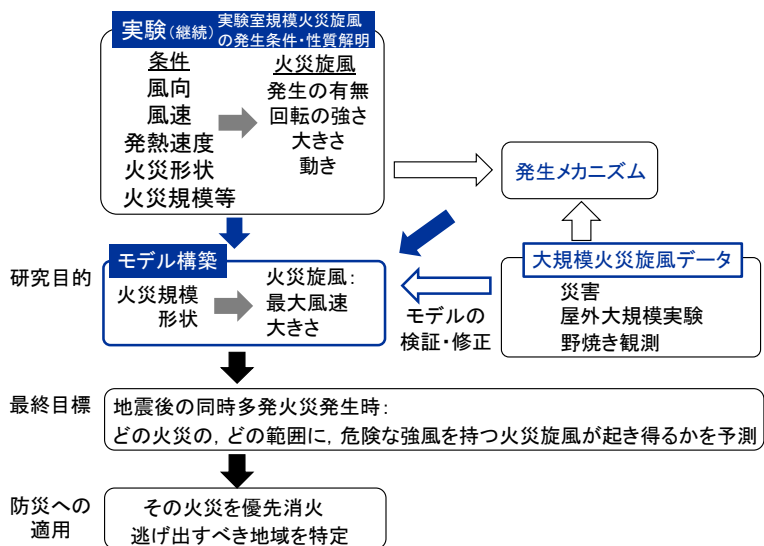 実験(継続) 実験室規模火災旋風
の発生条件・性質解明
条件
風向
風速
発熱速度
火災形状
火災規模等
火災旋風
発生の有無
回転の強さ
大きさ
動き
発生メカニズム
研究目的
モデル構築
火災規模
形状
火災旋風:
最大風速
大きさ
モデルの
検証・修正
大規模火災旋風データ
災害
屋外大規模実験
野焼き観測
最終目標
地震後の同時多発火災発生時:
どの火災の, どの範囲に, 危険な強風を持つ火災旋風が起き得るかを予測
防災への
適用
その火災を優先消火
逃げ出すべき地域を特定